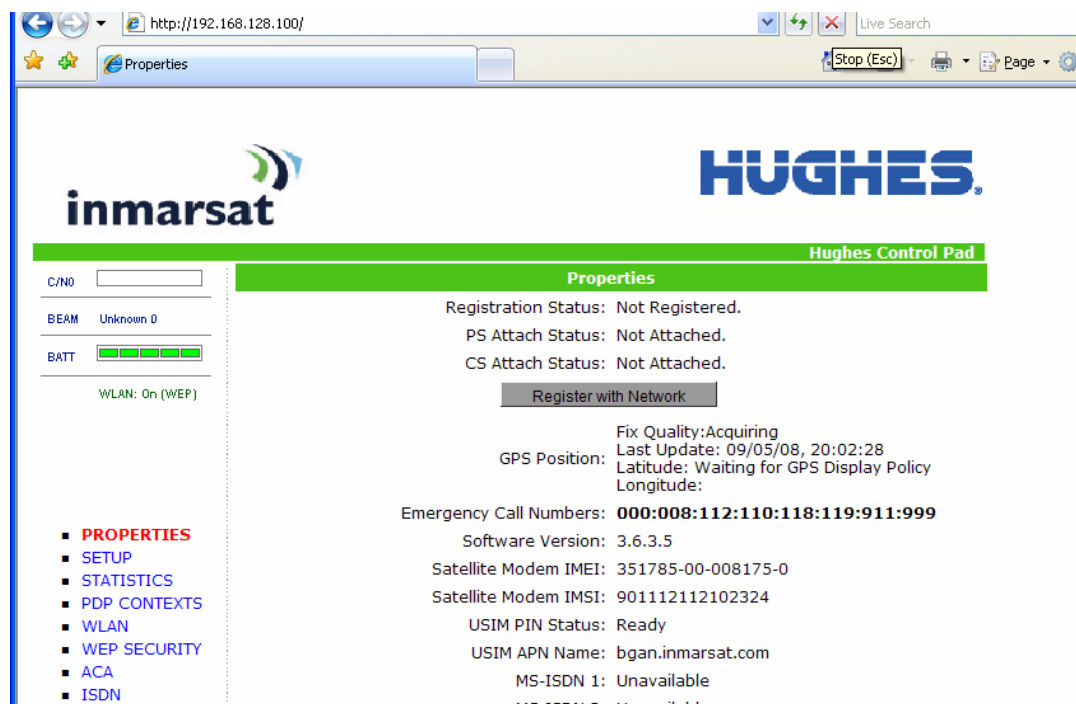 http://192.168.128.100/
Live Search
Properties
Stop (Esc)
Page
inmarsat
HUGHES.
Hughes Control Pad
C/N0
Properties
BEAM Unknown 0
Registration Status: Not Registered.
PS Attach Status: Not Attached.
BATT
CS Attach Status: Not Attached.
WLAN: On (WEP)
Register with Network
GPS Position:
Fix Quality:Acquiring
Last Update: 09/05/08, 20:02:28
Latitude: Waiting for GPS Display Policy
Longitude:
Emergency Call Numbers: 000:008:112:110:118:119:911:999
Software Version: 3.6.3.5
Satellite Modem IMEI: 351785-00-008175-0
Satellite Modem IMSI: 901112112102324
USIM PIN Status: Ready
USIM APN Name: bgan.inmarsat.com
MS-ISDN 1: Unavailable
PROPERTIES
SETUP
STATISTICS
PDP CONTEXTS
WLAN
WEP SECURITY
ACA
ISDN